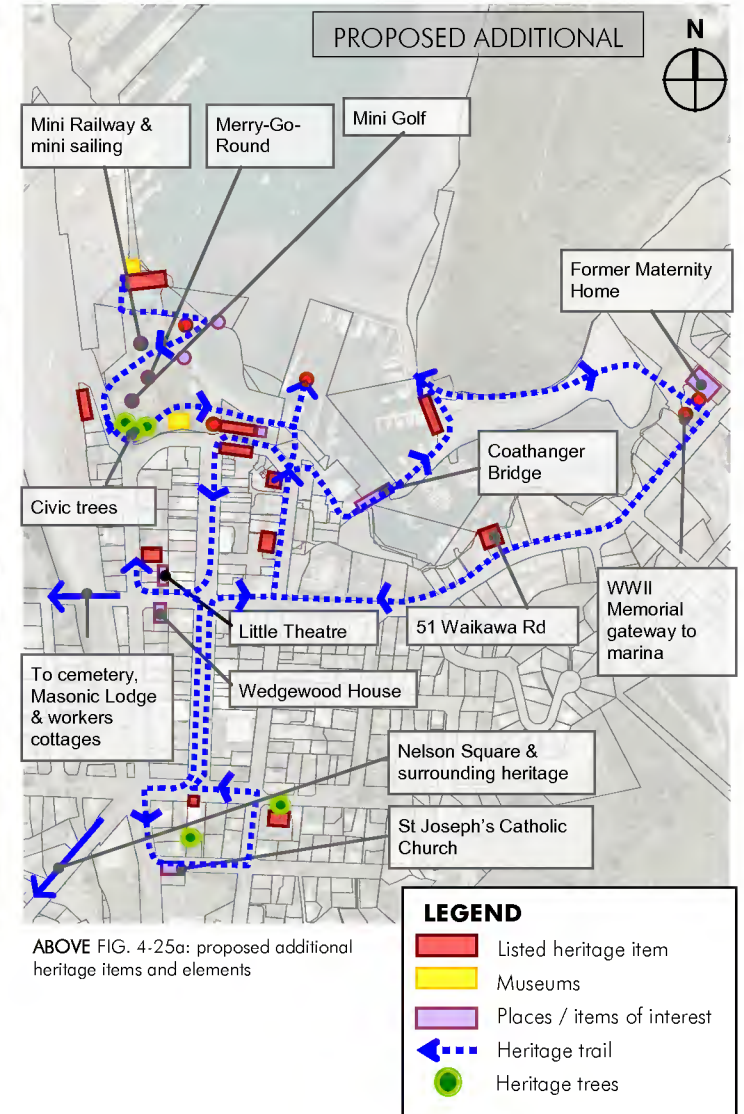 PROPOSED ADDITIONAL
N
Mini Railway &
mini sailing
Merry-Go-
Round
Mini Golf
Former Maternity
Home
Coathanger
Bridge
Civic trees
Little Theatre
51 Waikawa Rd
WWII
Memorial
gateway to
marina
To cemetery,
Masonic Lodge
& workers
cottages
Wedgewood House
Nelson Square &
surrounding heritage
St Joseph's Catholic
Church
ABOVE FIG. 4-25a: proposed additional
heritage items and elements
LEGEND
Listed heritage item
Museums
Places / items of interest
Heritage trail
Heritage trees